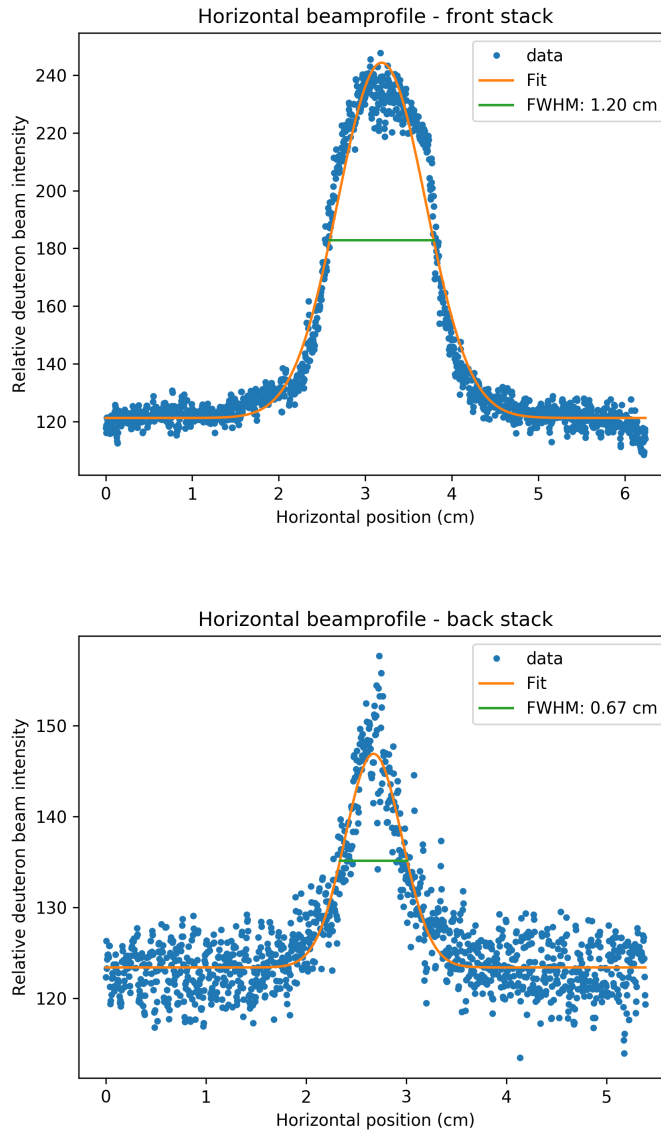 Horizontal beamprofile - front stack
data
Fit
FWHM: 1.20 cm
Relative deuteron beam intensity
240
220
200
180
160
140
120
0 1 2 3 4 5 6
Horizontal position (cm)
Horizontal beamprofile - back stack
data
Fit
FWHM: 0.67 cm
Relative deuteron beam intensity
150
140
130
120
0 1 2 3 4 5
Horizontal position (cm)